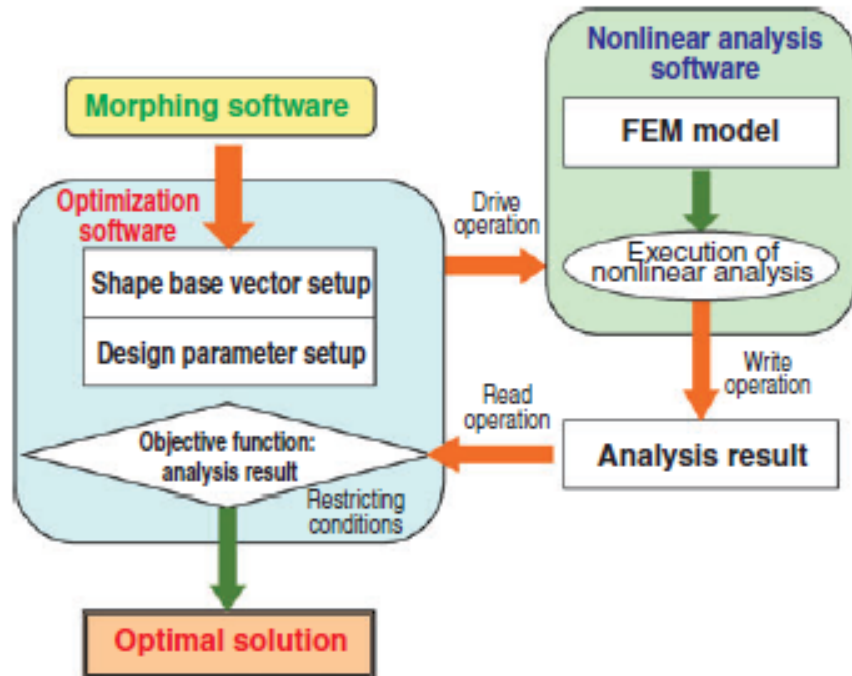 Morphing software
Optimization
software
Shape base vector setup
Design parameter setup
Objective function:
analysis result
Restricting
conditions
Optimal solution
Drive
operation
Nonlinear analysis
software
FEM model
Execution of
nonlinear analysis
Write
operation
Read
operation
Analysis result